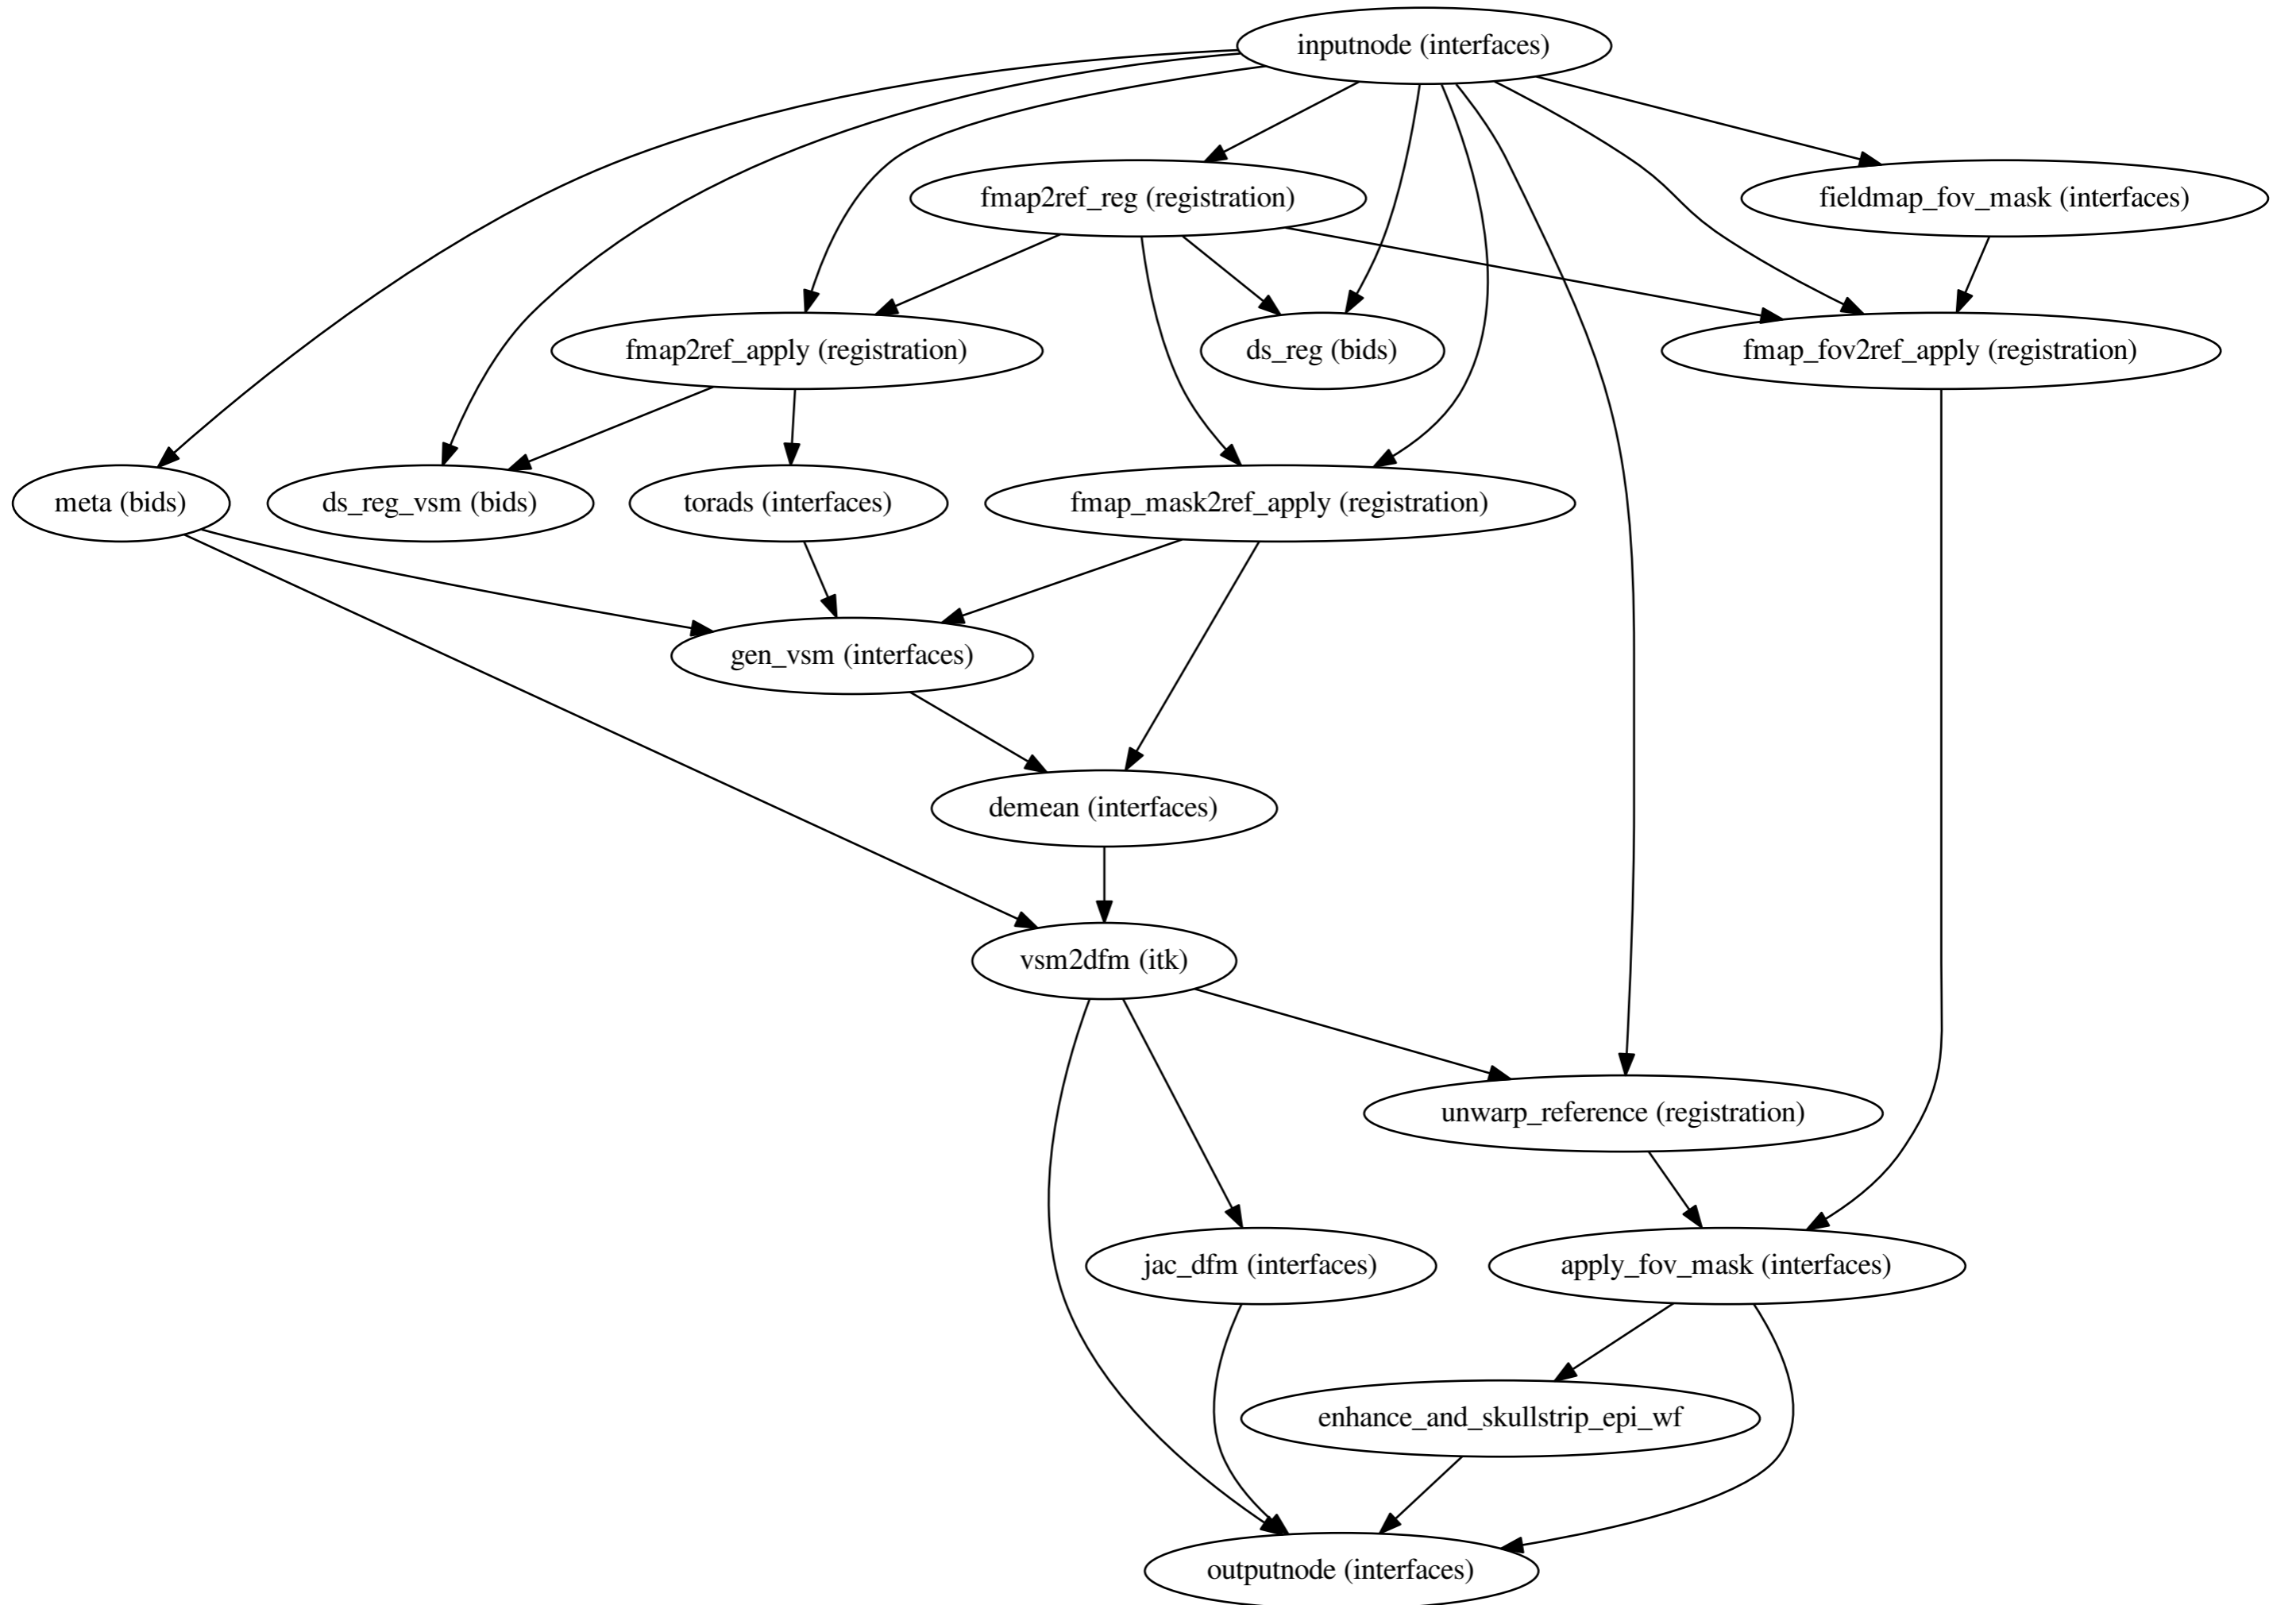 inputnode (interfaces)
fmap2ref_reg (registration)
fieldmap_fov_mask (interfaces)
fmap2ref_apply (registration)
ds_reg (bids)
fmap_fov2ref_apply (registration)
meta (bids)
ds_reg_vsm (bids)
torads (interfaces)
fmap_mask2ref_apply (registration)
gen_vsm (interfaces)
demean (interfaces)
vsm2dfm (itk)
unwarp_reference (registration)
jac_dfm (interfaces)
apply_fov_mask (interfaces)
enhance_and_skullstrip_epi_wf
outputnode (interfaces)